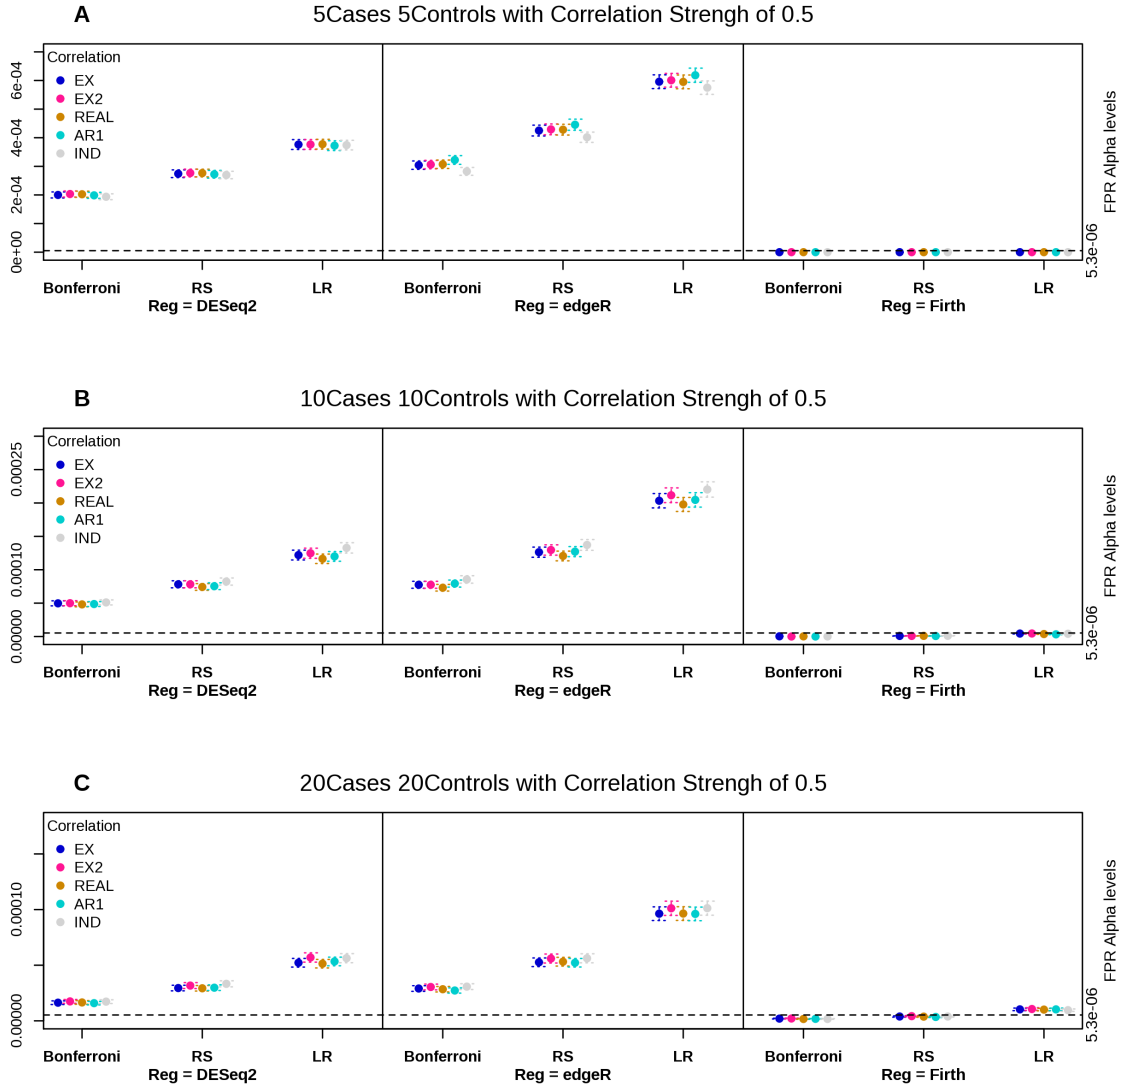 A
5Cases 5Controls with Correlation Strengh of 0.5
Correlation
EX
EX2
REAL
AR1
IND
0e+00
2e-04
4e-04
6e-04
FPR Alpha levels
5.3e-06
Bonferroni RS LR Bonferroni RS LR Bonferroni RS LR
Reg = DESeq2 Reg = edgeR Reg = Firth
B
10Cases 10Controls with Correlation Strengh of 0.5
Correlation
EX
EX2
REAL
AR1
IND
0.00000
0.00010
0.00025
FPR Alpha levels
5.3e-06
Bonferroni RS LR Bonferroni RS LR Bonferroni RS LR
Reg = DESeq2 Reg = edgeR Reg = Firth
C
20Cases 20Controls with Correlation Strengh of 0.5
Correlation
EX
EX2
REAL
AR1
IND
0.00000
0.00010
FPR Alpha levels
5.3e-06
Bonferroni RS LR Bonferroni RS LR Bonferroni RS LR
Reg = DESeq2 Reg = edgeR Reg = Firth